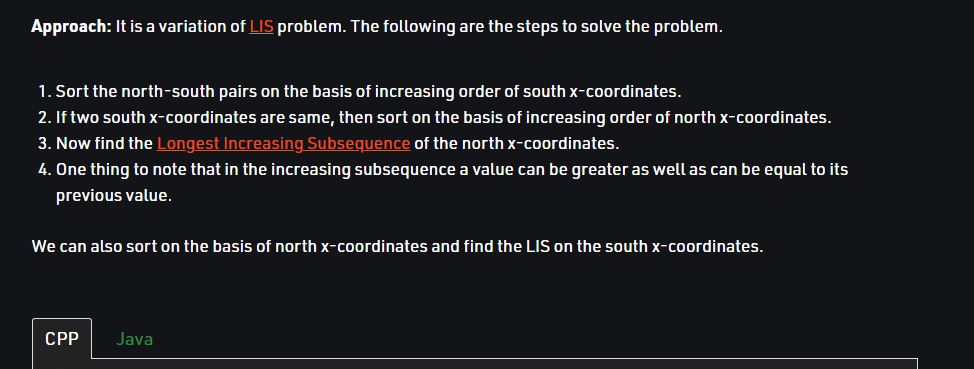 Approach: It is a variation of LIS problem. The following are the steps to solve the problem.
1. Sort the north-south pairs on the basis of increasing order of south x-coordinates.
2. If two south x-coordinates are same, then sort on the basis of increasing order of north x-coordinates.
3. Now find the Longest Increasing Subsequence of the north x-coordinates.
4. One thing to note that in the increasing subsequence a value can be greater as well as can be equal to its
previous value.
We can also sort on the basis of north x-coordinates and find the LIS on the south x-coordinates.
CPP Java